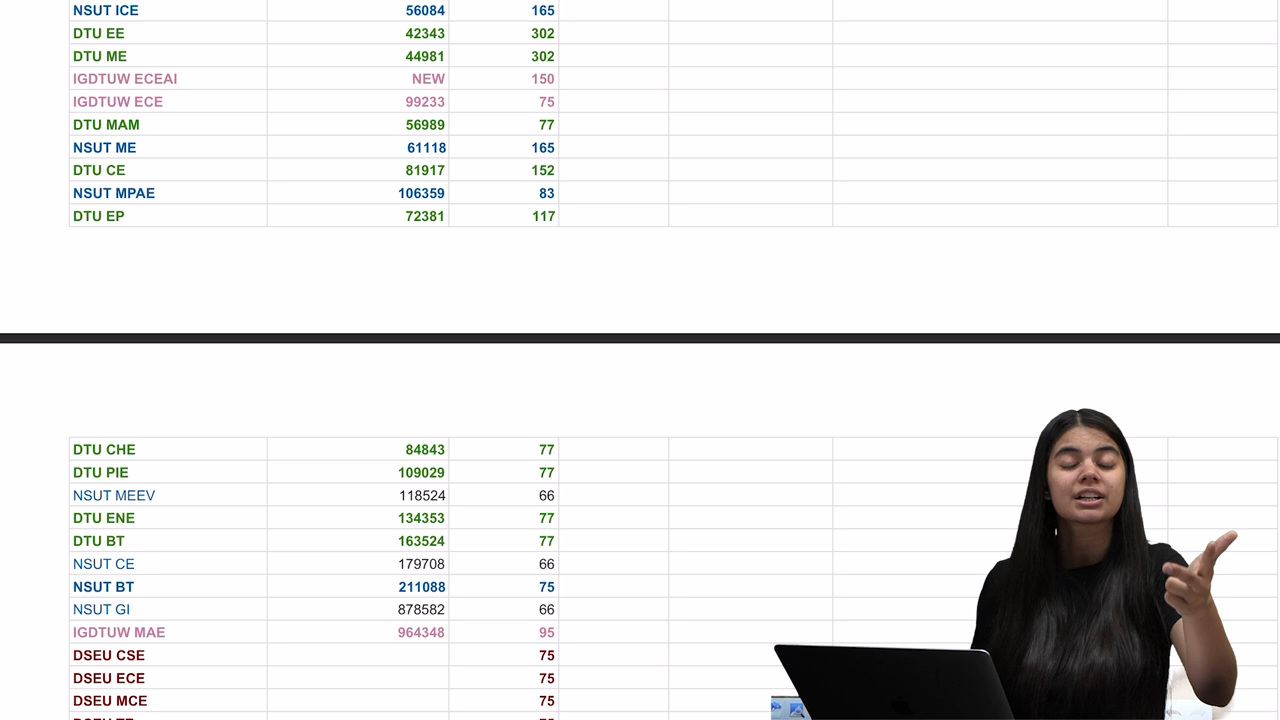 NSUT ICE 56084 165
DTU EE 42343 302
DTU ME 44981 302
IGDTUW ECEAI NEW 150
IGDTUW ECE 99233 75
DTU MAM 56989 77
NSUT ME 61118 165
DTU CE 81917 152
NSUT MPAE 106359 83
DTU EP 72381 117
DTU CHE 84843 77
DTU PIE 109029 77
NSUT MEEV 118524 66
DTU ENE 134353 77
DTU BT 163524 77
NSUT CE 179708 66
NSUT BT 211088 75
NSUT GI 878582 66
IGDTUW MAE 964348 95
DSEU CSE 75
DSEU ECE 75
DSEU MCE 75